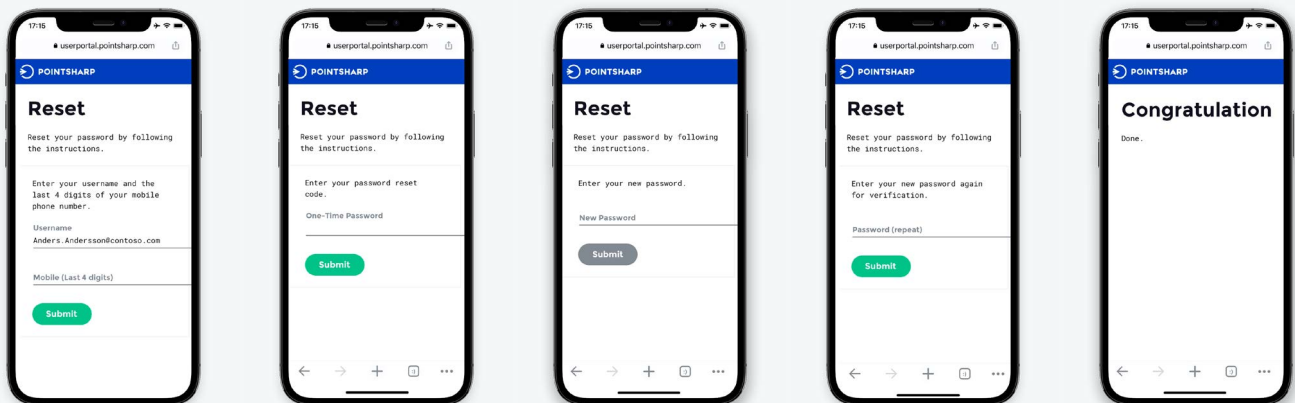 17:15
userportal.pointsharp.com
POINTSHARP
Reset
Reset your password by following
the instructions.
Enter your username and the
last 4 digits of your mobile
phone number.
Username
Anders.Andersson@contoso.com
Mobile (Last 4 digits)
Submit
17:15
userportal.pointsharp.com
POINTSHARP
Reset
Reset your password by following
the instructions.
Enter your password reset
code.
One-Time Password
Submit
17:15
userportal.pointsharp.com
POINTSHARP
Reset
Reset your password by following
the instructions.
Enter your new password.
New Password
Submit
17:15
userportal.pointsharp.com
POINTSHARP
Reset
Reset your password by following
the instructions.
Enter your new password again
for verification.
Password (repeat)
Submit
17:15
userportal.pointsharp.com
POINTSHARP
Congratulation
Done.